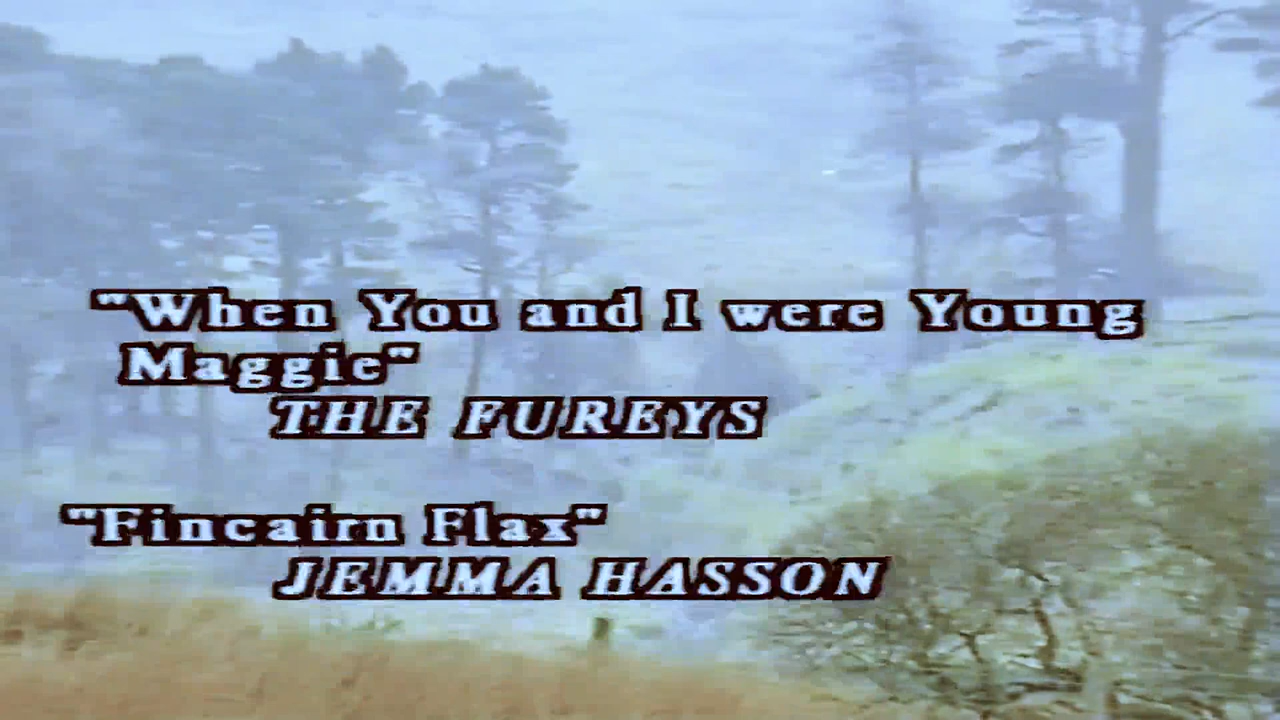 "When You and I were Young
Maggie"
THE FUREYS
"Fincairn Flax"
JEMMA HASSON